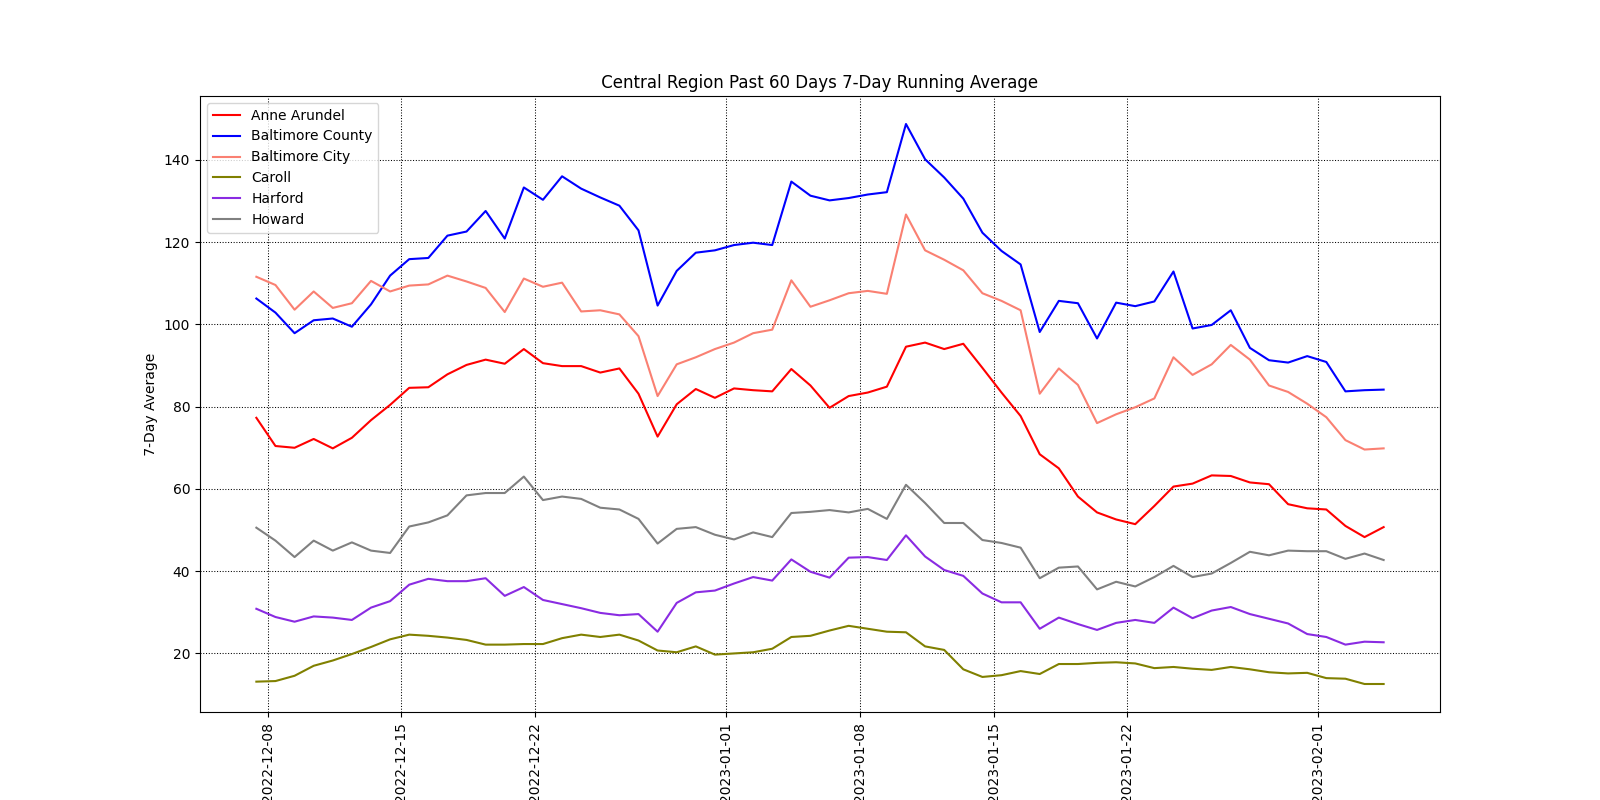 Central Region Past 60 Days 7-Day Running Average
Anne Arundel
Baltimore County
Baltimore City
Caroll
Harford
Howard
7-Day Average
140
120
100
80
60
40
20
2022-12-08
2022-12-15
2022-12-22
2023-01-01
2023-01-08
2023-01-15
2023-01-22
2023-02-01